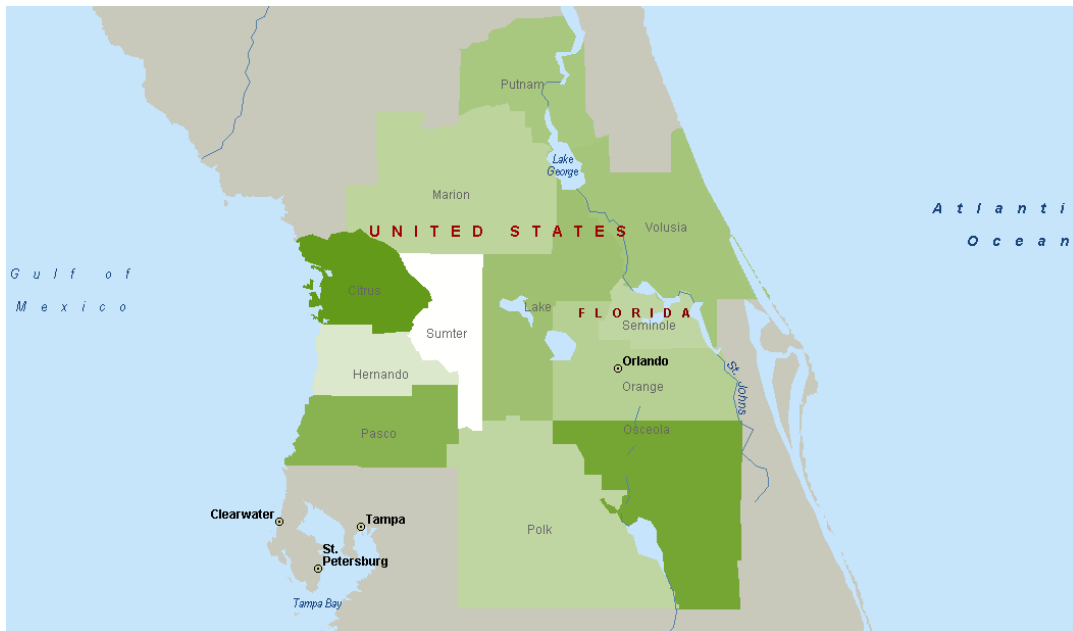 Putnam
Lake
George
Marion
Atlanti
Volusia
UNITED STATES
Ocean
Gulf of
Citrus
Mexico
Lake
FLORIDA
Sumter
Seminole
Orlando
Hernando
St. Johns
Orange
Osceola
Pasco
Clearwater
Tampa
Polk
St.
Petersburg
Tampa Bay